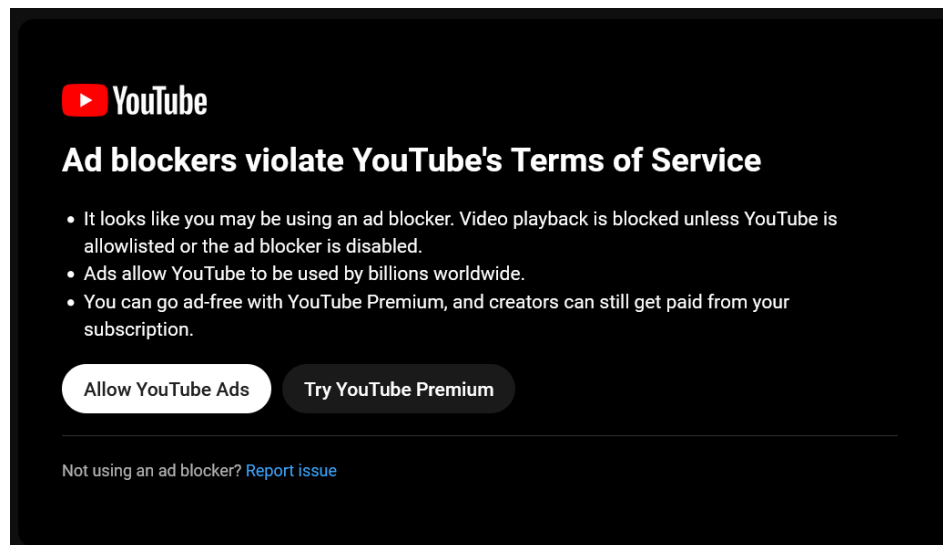 YouTube
Ad blockers violate YouTube's Terms of Service
• It looks like you may be using an ad blocker. Video playback is blocked unless YouTube is
allowlisted or the ad blocker is disabled.
• Ads allow YouTube to be used by billions worldwide.
• You can go ad-free with YouTube Premium, and creators can still get paid from your
subscription.
Allow YouTube Ads Try YouTube Premium
Not using an ad blocker? Report issue